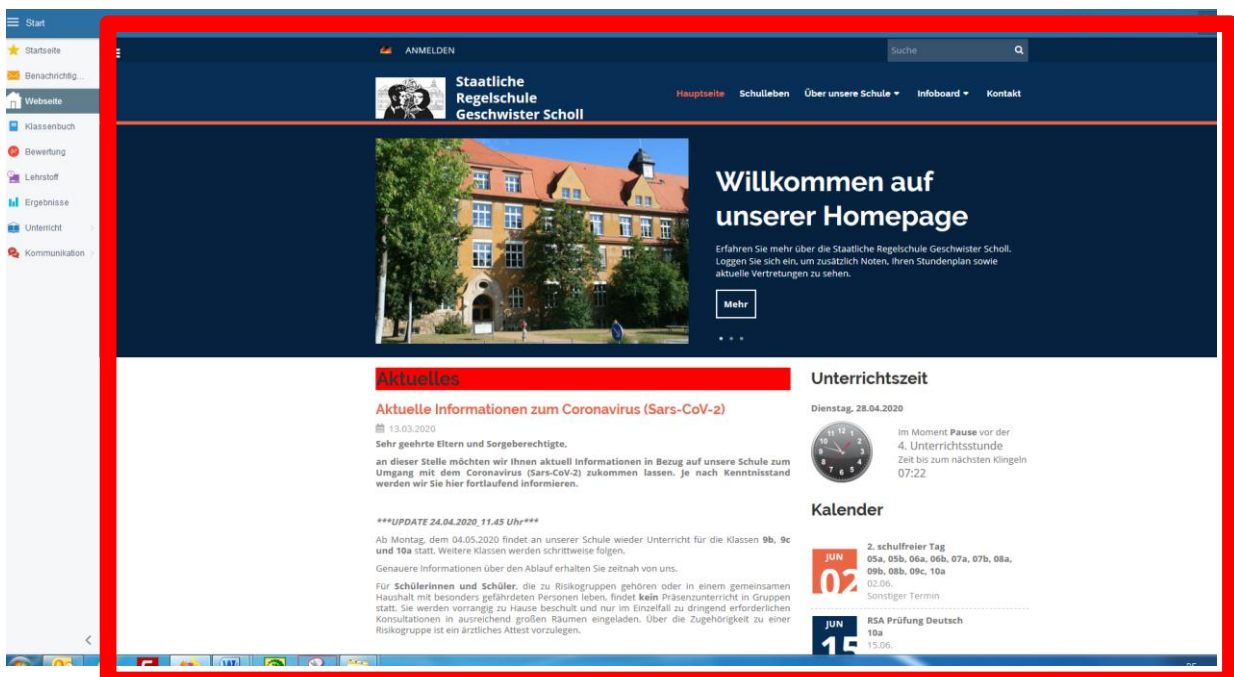 Start
Startseite
Benachrichtig...
Webseite
Klassenbuch
Bewertung
Lehrstoff
Ergebnisse
Unterricht
Kommunikation
ANMELDEN
Suche
Staatliche
Regelschule
Geschwister Scholl
Hauptseite Schulleben Über unsere Schule Infoboard Kontakt
Willkommen auf
unserer Homepage
Erfahren Sie mehr über die Staatliche Regelschule Geschwister Scholl.
Loggen Sie sich ein, um zusätzlich Noten, Ihren Stundenplan sowie
aktuelle Vertretungen zu sehen.
Mehr
Aktuelles
Aktuelle Informationen zum Coronavirus (Sars-CoV-2)
13.03.2020
Sehr geehrte Eltern und Sorgeberechtigte,
an dieser Stelle möchten wir Ihnen aktuell Informationen in Bezug auf unsere Schule zum
Umgang mit dem Coronavirus (Sars-CoV-2) zukommen lassen. Je nach Kenntnisstand
werden wir Sie hier fortlaufend informieren.
***UPDATE 24.04.2020_11.45 Uhr***
Ab Montag, dem 04.05.2020 findet an unserer Schule wieder Unterricht für die Klassen 9b, 9c
und 10a statt. Weitere Klassen werden schrittweise folgen.
Genauere Informationen über den Ablauf erhalten Sie zeitnah von uns.
Für Schülerinnen und Schüler, die zu Risikogruppen gehören oder in einem gemeinsamen
Haushalt mit besonders gefährdeten Personen leben, findet kein Präsenzunterricht in Gruppen
statt. Sie werden vorrangig zu Hause beschult und nur im Einzelfall zu dringend erforderlichen
Konsultationen in ausreichend großen Räumen eingeladen. Über die Zugehörigkeit zu einer
Risikogruppe ist ein ärztliches Attest vorzulegen.
Unterrichtszeit
Dienstag, 28.04.2020
Im Moment Pause vor der
4. Unterrichtsstunde
Zeit bis zum nächsten Klingeln
07:22
Kalender
JUN
02
2. schulfreier Tag
05a, 05b, 06a, 06b, 07a, 07b, 08a,
09b, 08b, 09c, 10a
02.06.
Sonstiger Termin
JUN
15
RSA Prüfung Deutsch
10a
15.06.